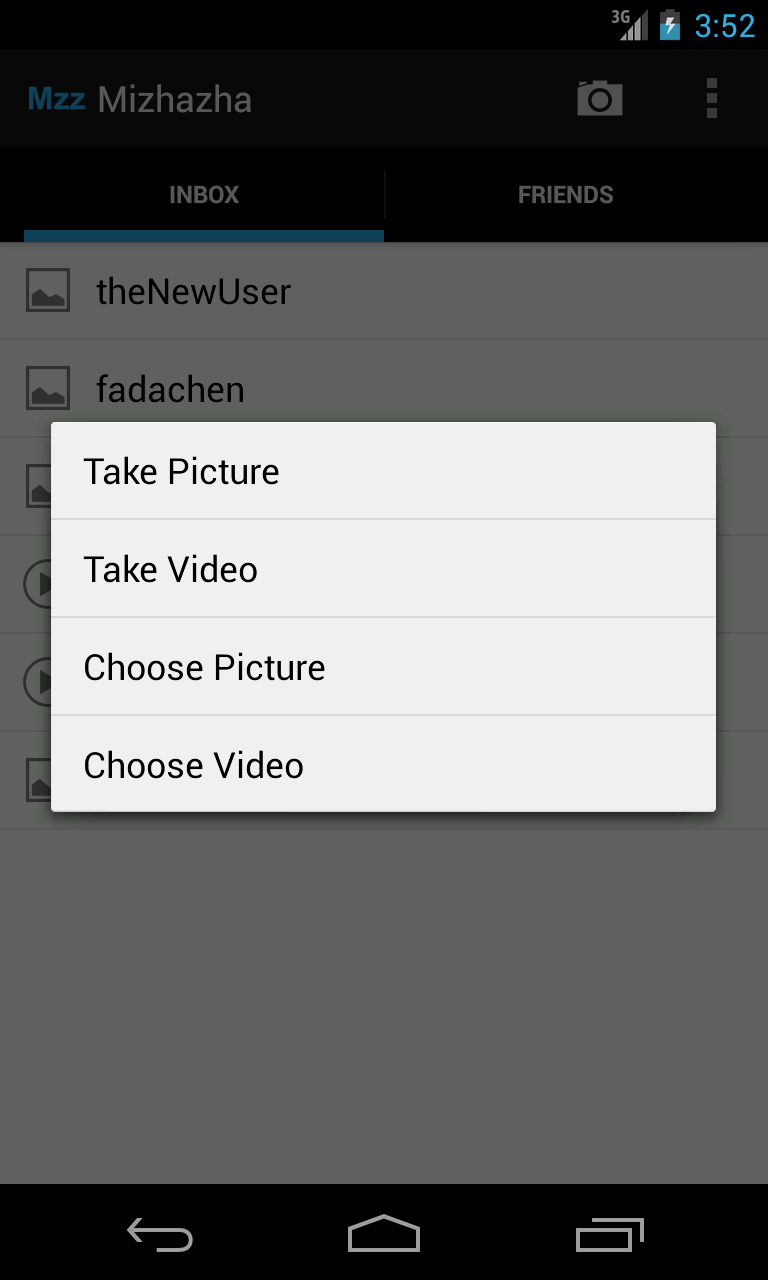 3G 3:52
Mzz Mizhazha
INBOX FRIENDS
theNewUser
fadachen
Take Picture
Take Video
Choose Picture
Choose Video